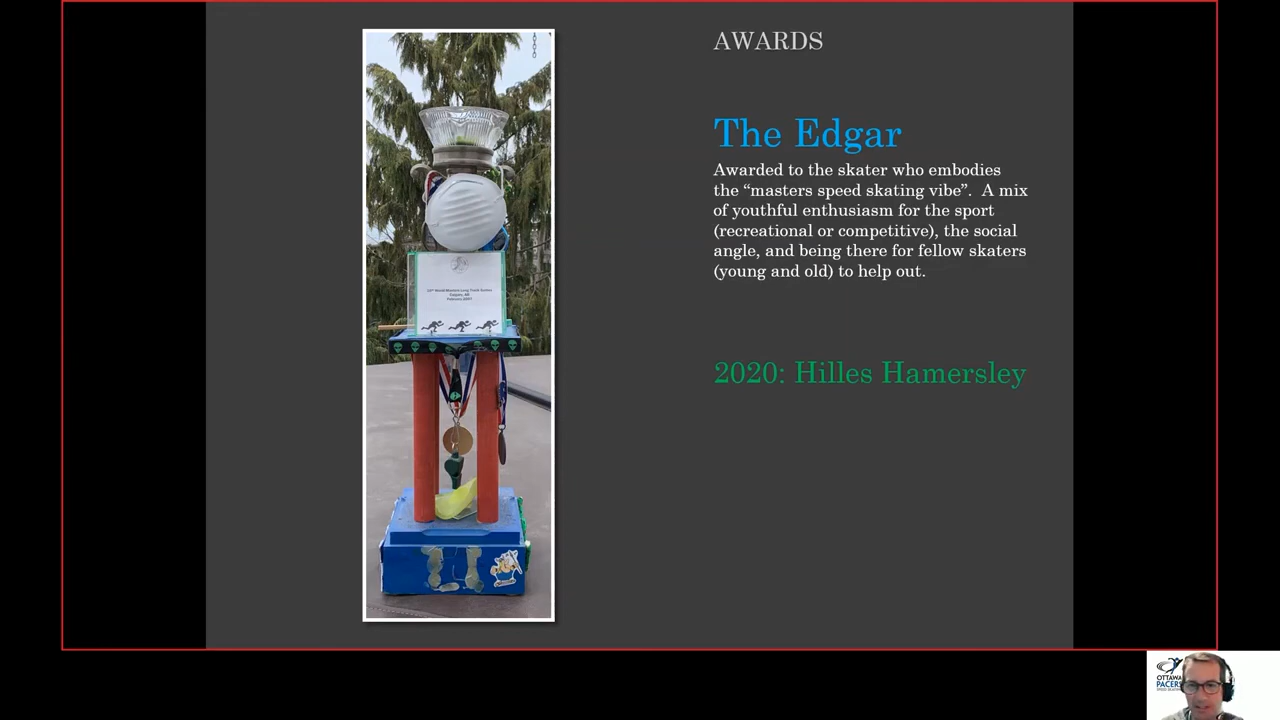 AWARDS
The Edgar
Awarded to the skater who embodies
the “masters speed skating vibe”.  A mix
of youthful enthusiasm for the sport
(recreational or competitive), the social
angle, and being there for fellow skaters
(young and old) to help out.
2020: Hilles Hamersley
OTTAWA
PACERS